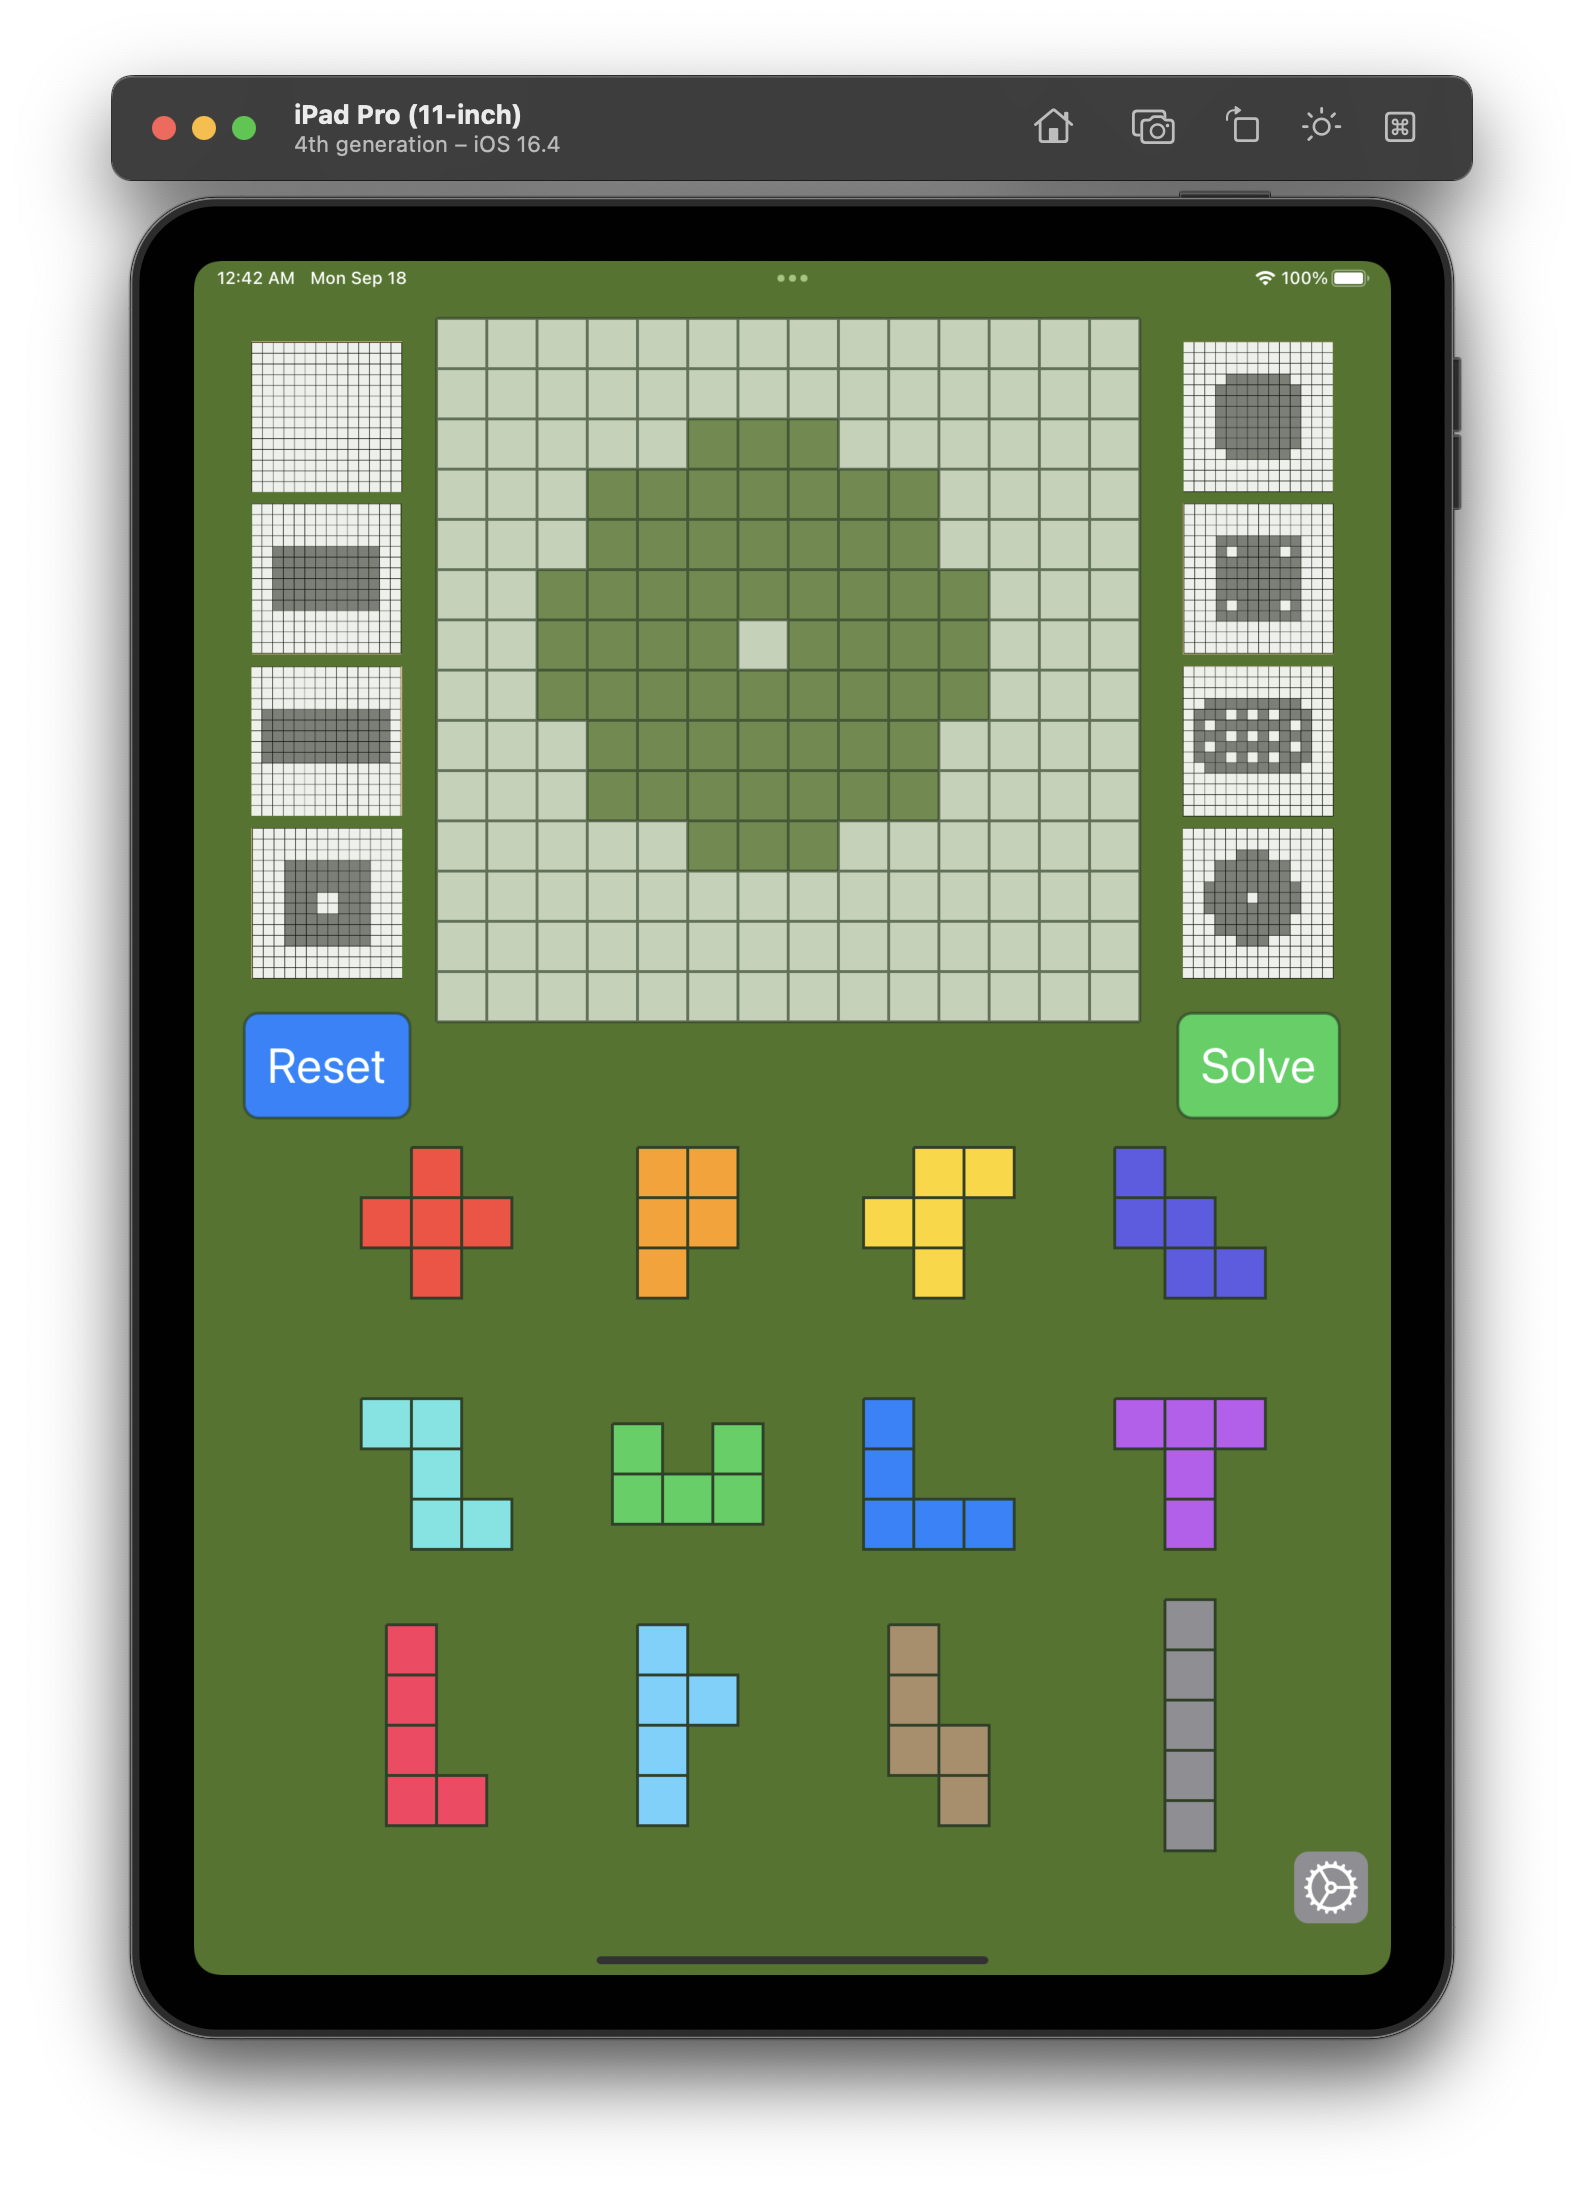 iPad Pro (11-inch)
4th generation – iOS 16.4
12:42 AM Mon Sep 18
100%
Reset
Solve